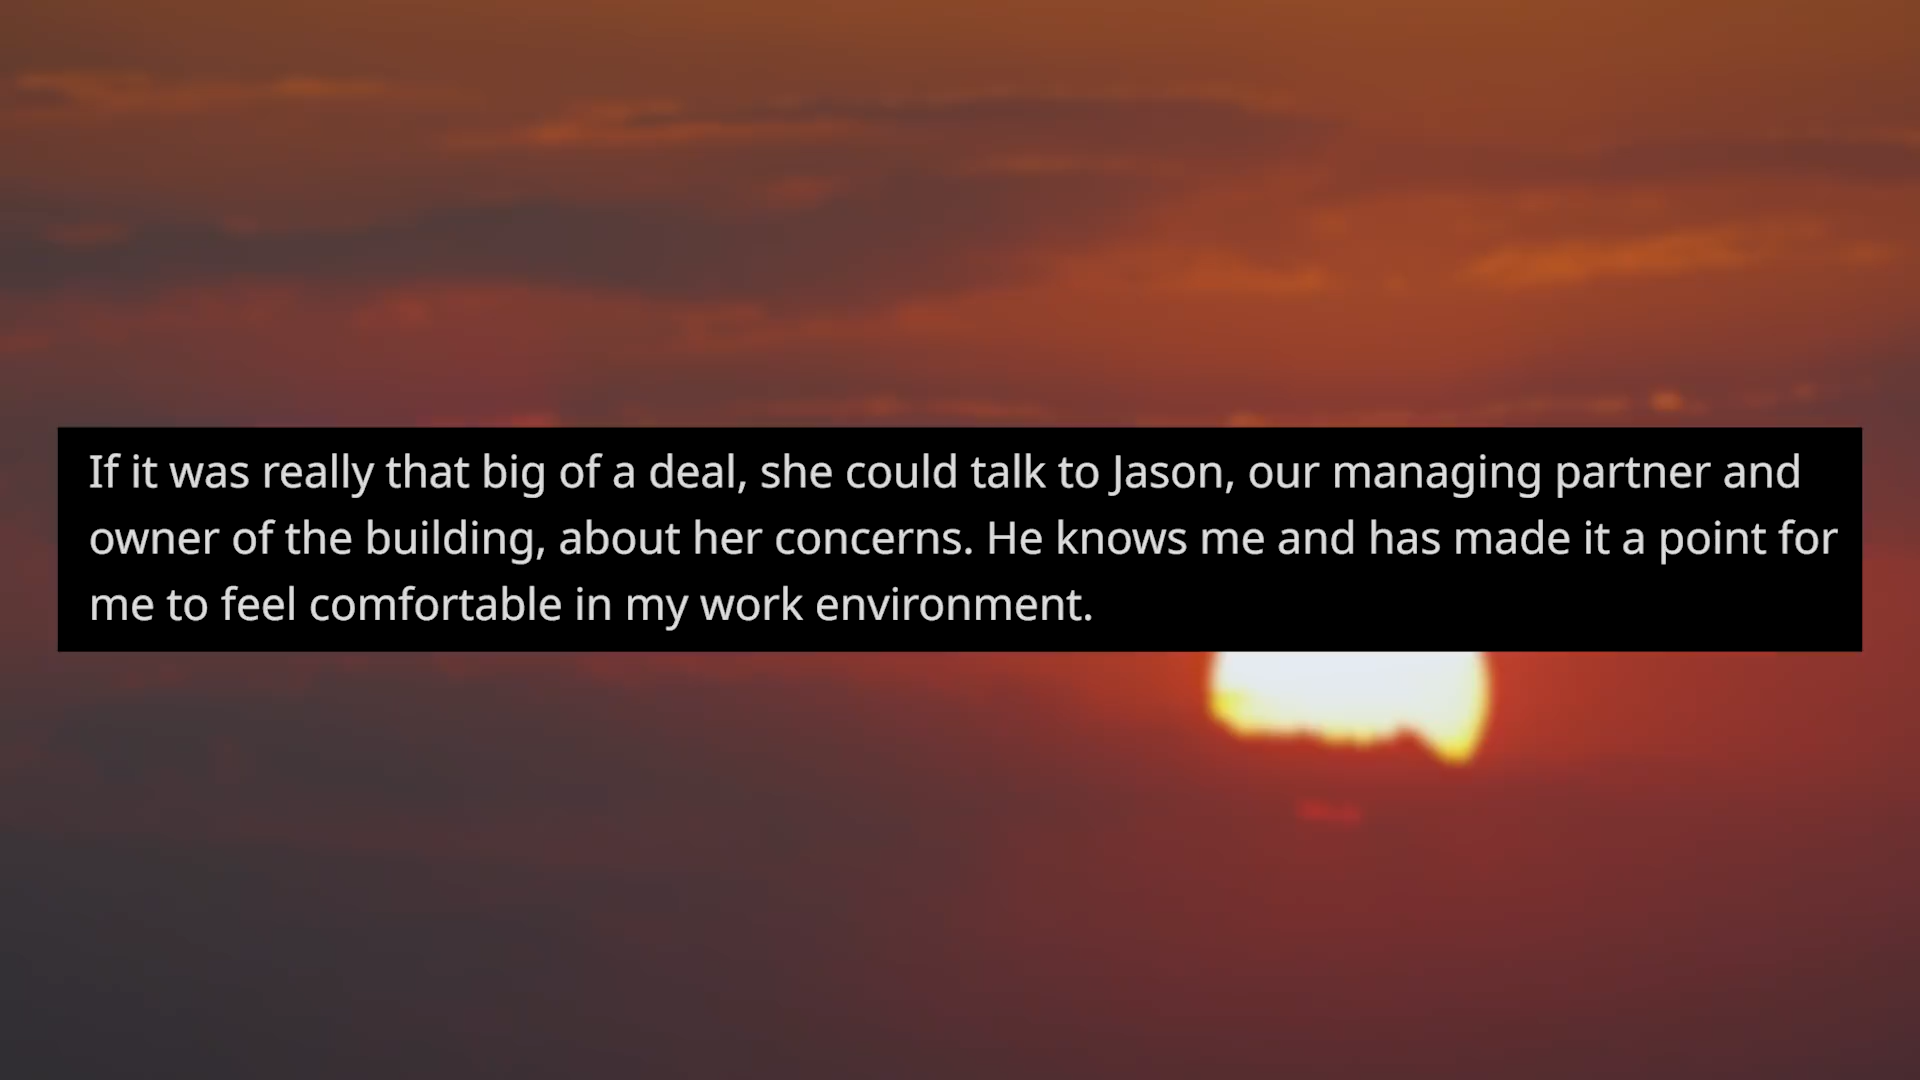 If it was really that big of a deal, she could talk to Jason, our managing partner and
owner of the building, about her concerns. He knows me and has made it a point for
me to feel comfortable in my work environment.